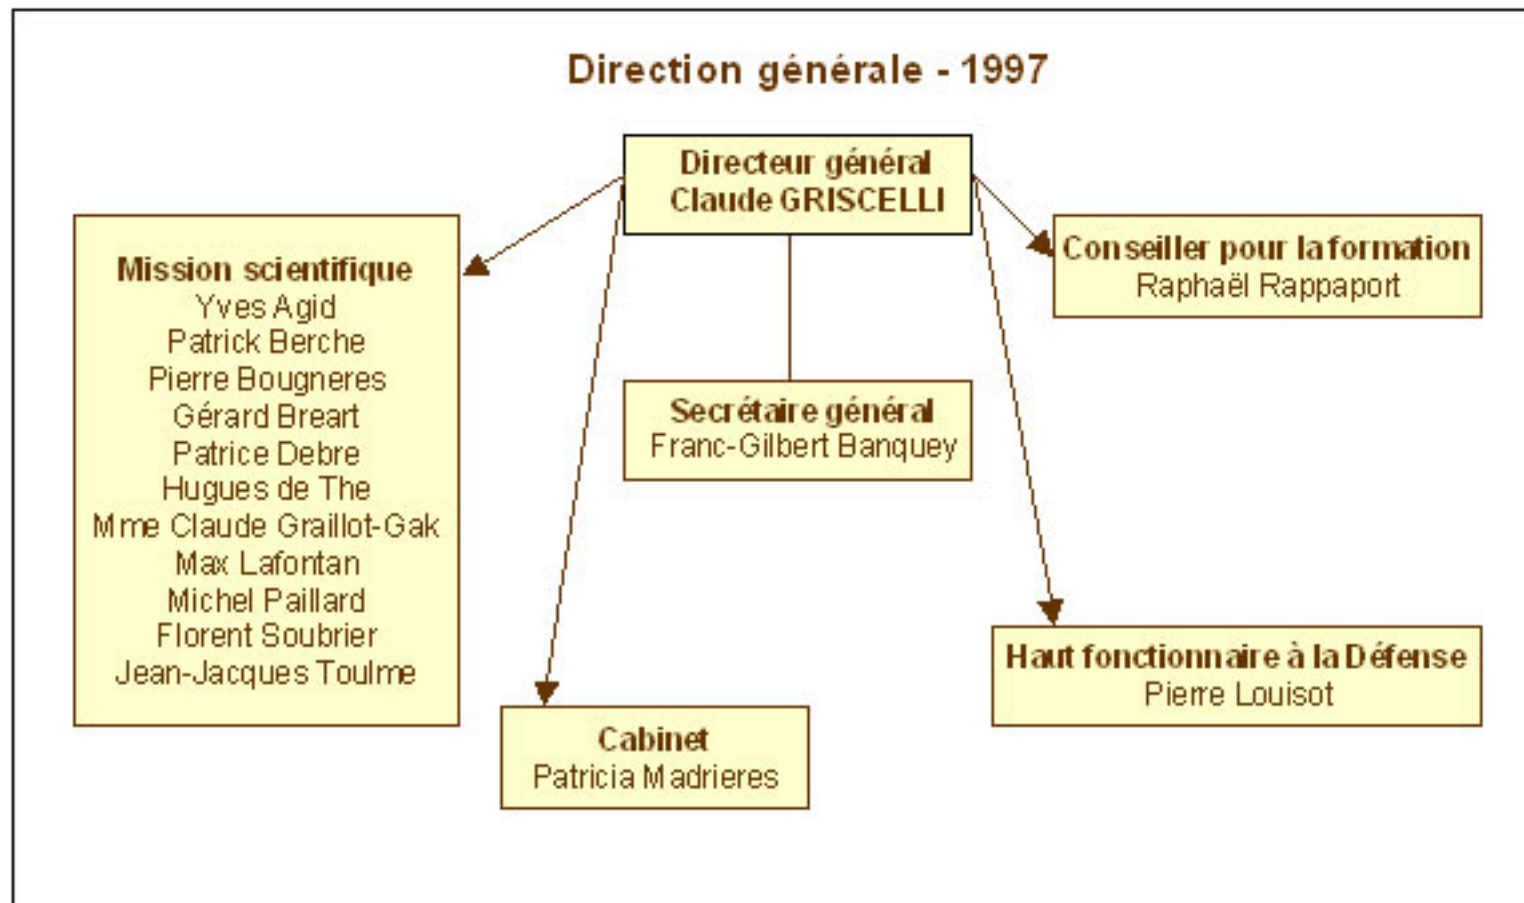 Direction générale - 1997
Directeur général
Claude GRISCELLI
Mission scientifique
Yves Agid
Patrick Berche
Pierre Bougneres
Gérard Breart
Patrice Debre
Hugues de The
Mme Claude Graillot-Gak
Max Lafontan
Michel Paillard
Florent Soubrier
Jean-Jacques Toulme
Conseiller pour la formation
Raphaël Rappaport
Secrétaire général
Franc-Gilbert Banquey
Haut fonctionnaire à la Défense
Pierre Louisot
Cabinet
Patricia Madrieres